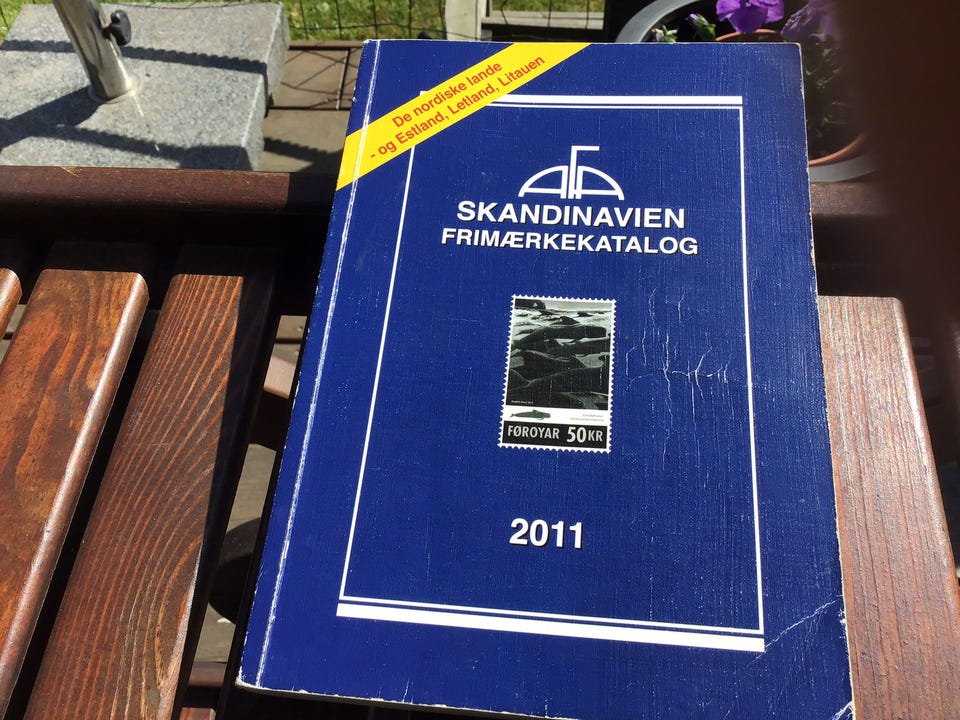 De nordiske lande
- og Estland, Letland, Litauen
AFA
SKANDINAVIEN
FRIMÆRKEKATALOG
FØROYAR 50KR
2011